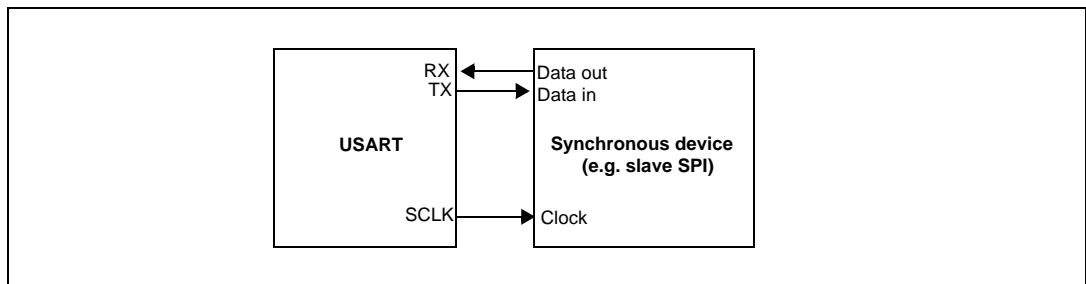 RX
TX
USART
SCLK
Data out
Data in
Synchronous device
(e.g. slave SPI)
Clock